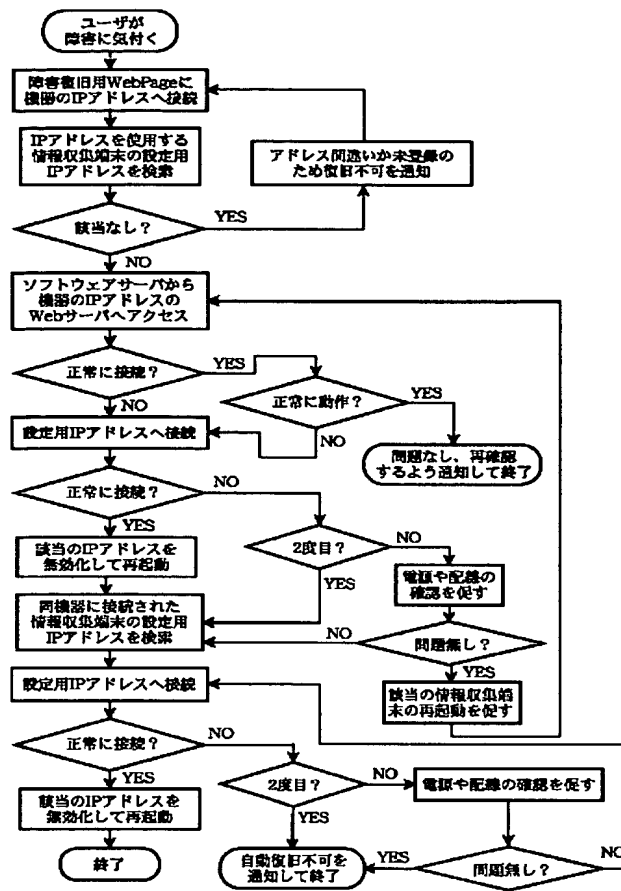 ユーザが
障害に気付く
障害復旧用WebPageに
機器のIPアドレスへ接続
IPアドレスを使用する
情報収集端末の設定用
IPアドレスを検索
アドレス間違いか未登録の
ため復旧不可を通知
該当なし?
YES
NO
ソフトウェアサーバから
機器のIPアドレスの
Webサーバへアクセス
正常に接続?
YES
NO
正常に動作?
YES
NO
設定用IPアドレスへ接続
問題なし、再確認
するよう通知して終了
正常に接続?
NO
YES
2度目?
NO
YES
該当のIPアドレスを
無効化して再起動
電源や配線の
確認を促す
同機器に接続された
情報収集端末の設定用
IPアドレスを検索
NO
問題無し?
YES
設定用IPアドレスへ接続
該当の情報収集端
末の再起動を促す
正常に接続?
NO
YES
2度目?
NO
YES
電源や配線の確認を促す
該当のIPアドレスを
無効化して再起動
終了
自動復旧不可を
通知して終了
YES
問題無し?
NO